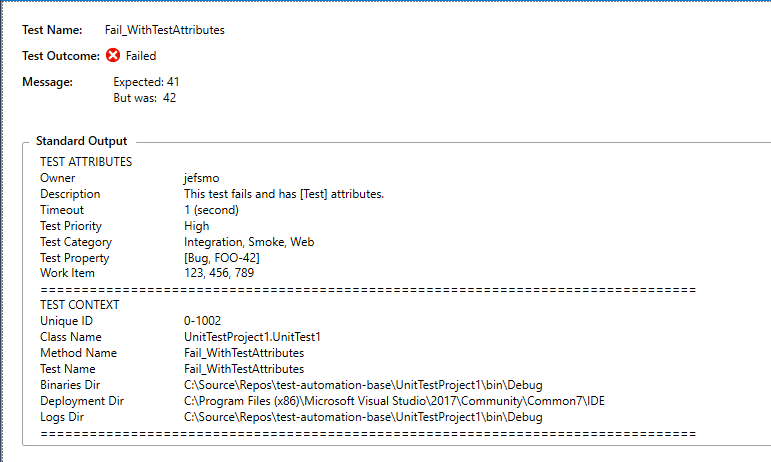 Test Name: Fail_WithTestAttributes
Test Outcome: Failed
Message: Expected: 41
But was: 42
Standard Output
TEST ATTRIBUTES
Owner jefsmo
Description This test fails and has [Test] attributes.
Timeout 1 (second)
Test Priority High
Test Category Integration, Smoke, Web
Test Property [Bug, FOO-42]
Work Item 123, 456, 789
================================================================================
TEST CONTEXT
Unique ID 0-1002
Class Name UnitTestProject1.UnitTest1
Method Name Fail_WithTestAttributes
Test Name Fail_WithTestAttributes
Binaries Dir C:\Source\Repos\test-automation-base\UnitTestProject1\bin\Debug
Deployment Dir C:\Program Files (x86)\Microsoft Visual Studio\2017\Community\Common7\IDE
Logs Dir C:\Source\Repos\test-automation-base\UnitTestProject1\bin\Debug
================================================================================